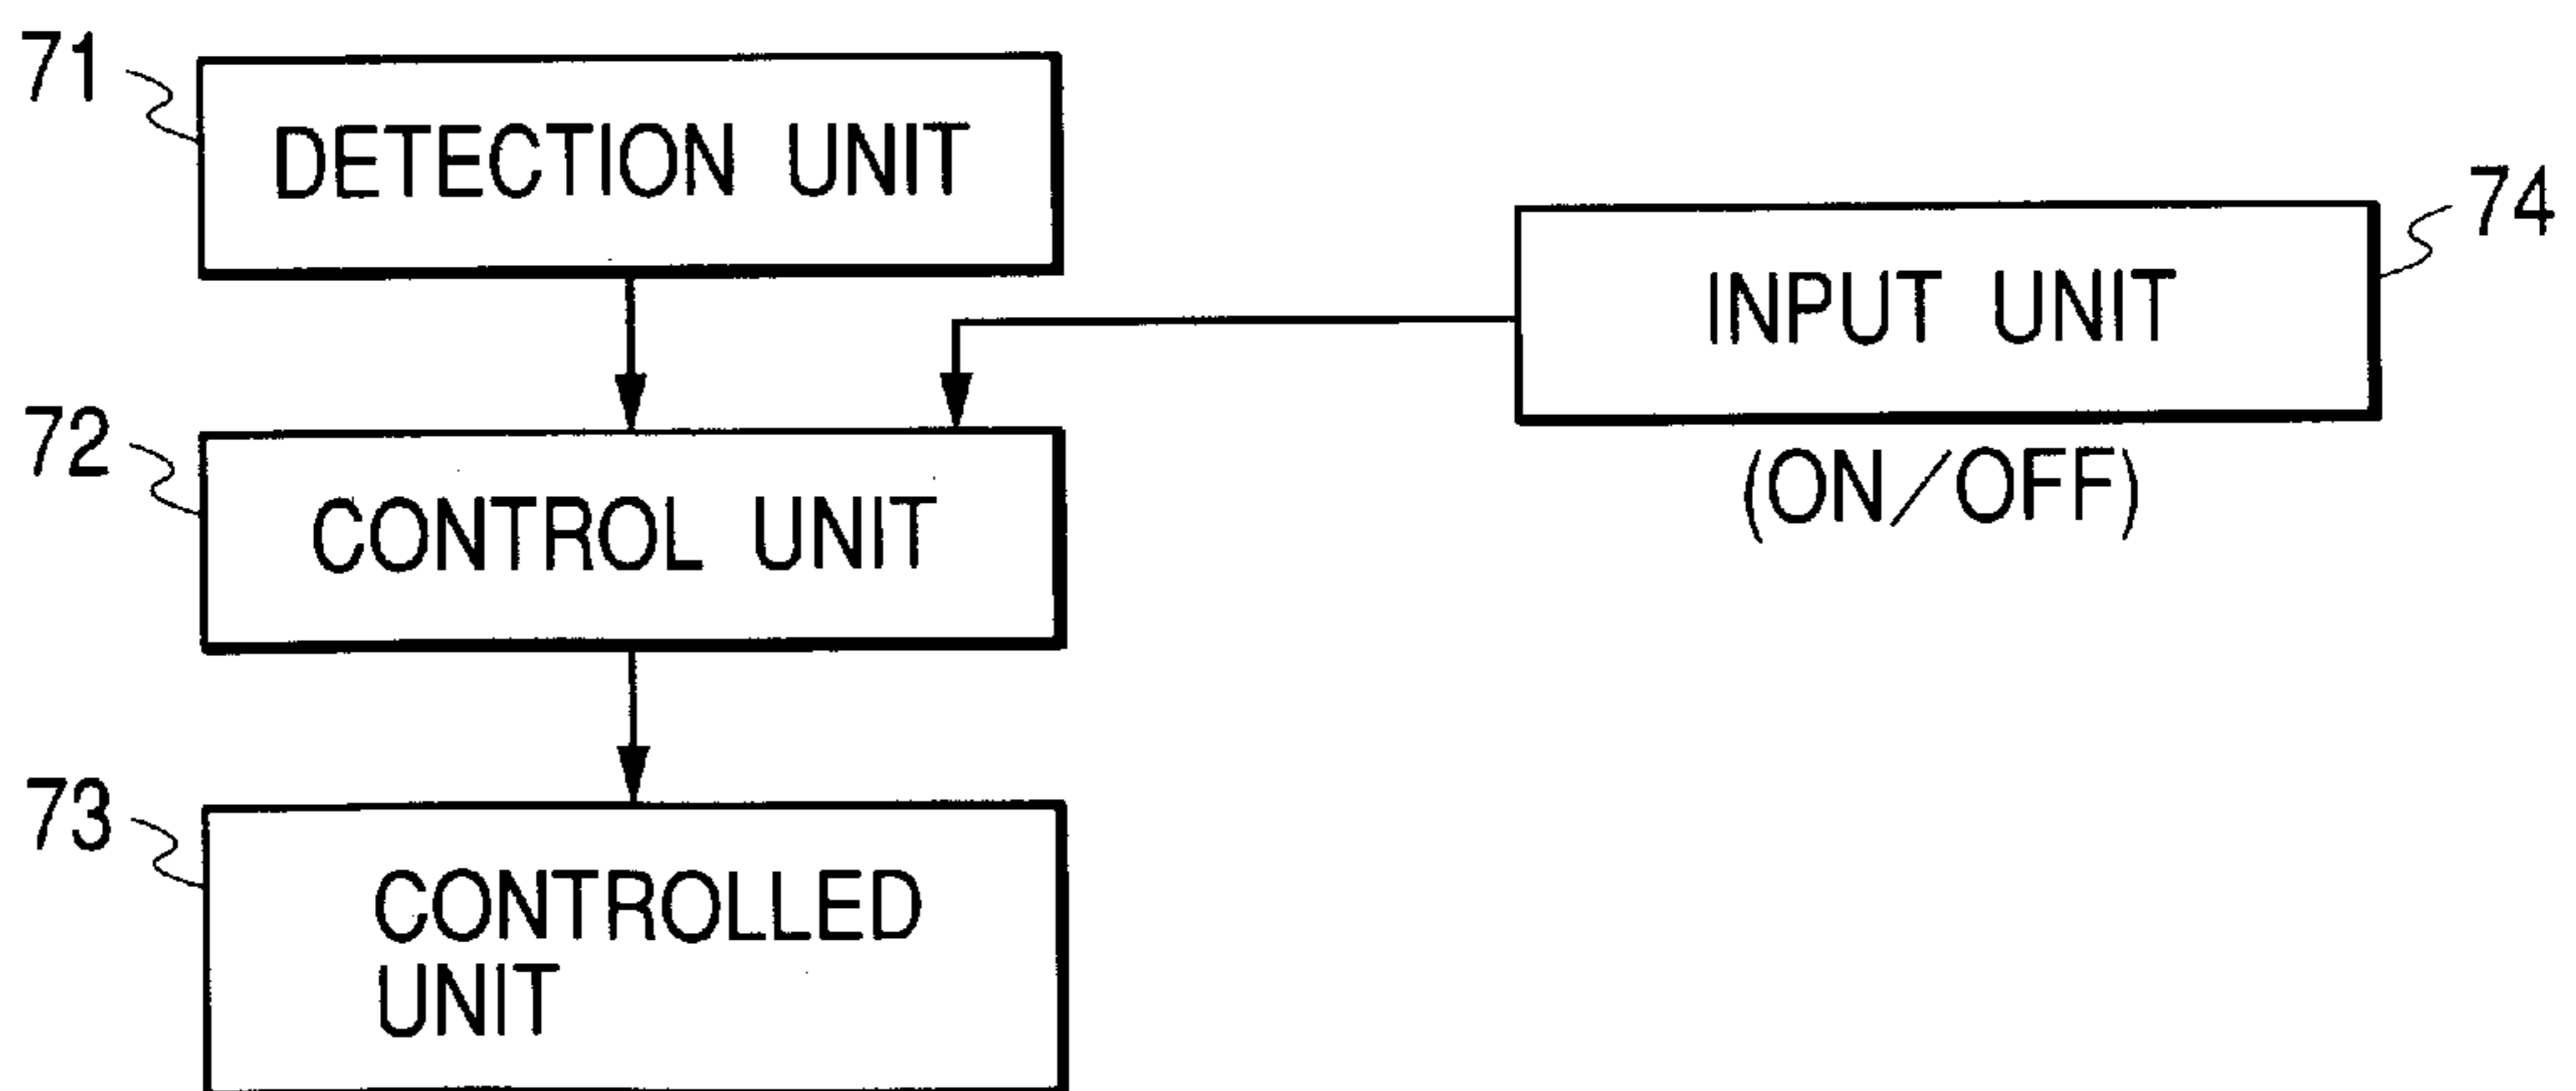 71
DETECTION UNIT
74
INPUT UNIT
(ON/OFF)
72
CONTROL UNIT
73
CONTROLLED
UNIT